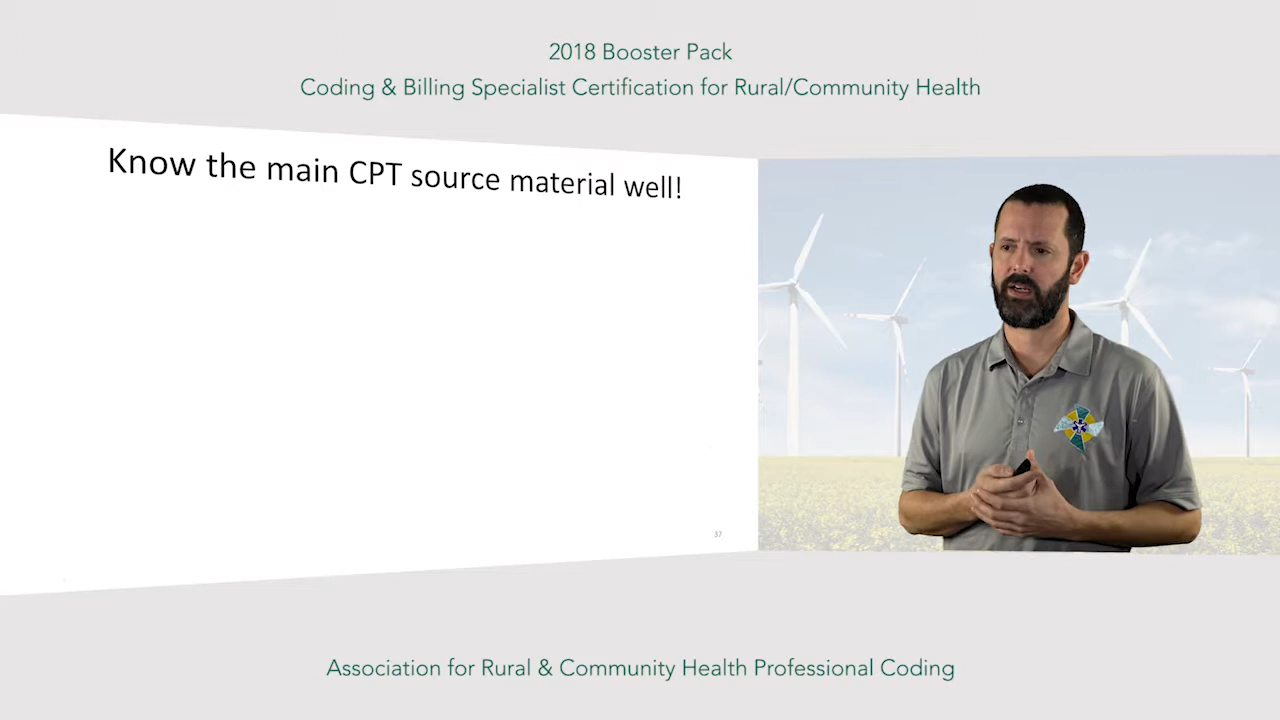 2018 Booster Pack
Coding & Billing Specialist Certification for Rural/Community Health
Know the main CPT source material well!
37
Association for Rural & Community Health Professional Coding